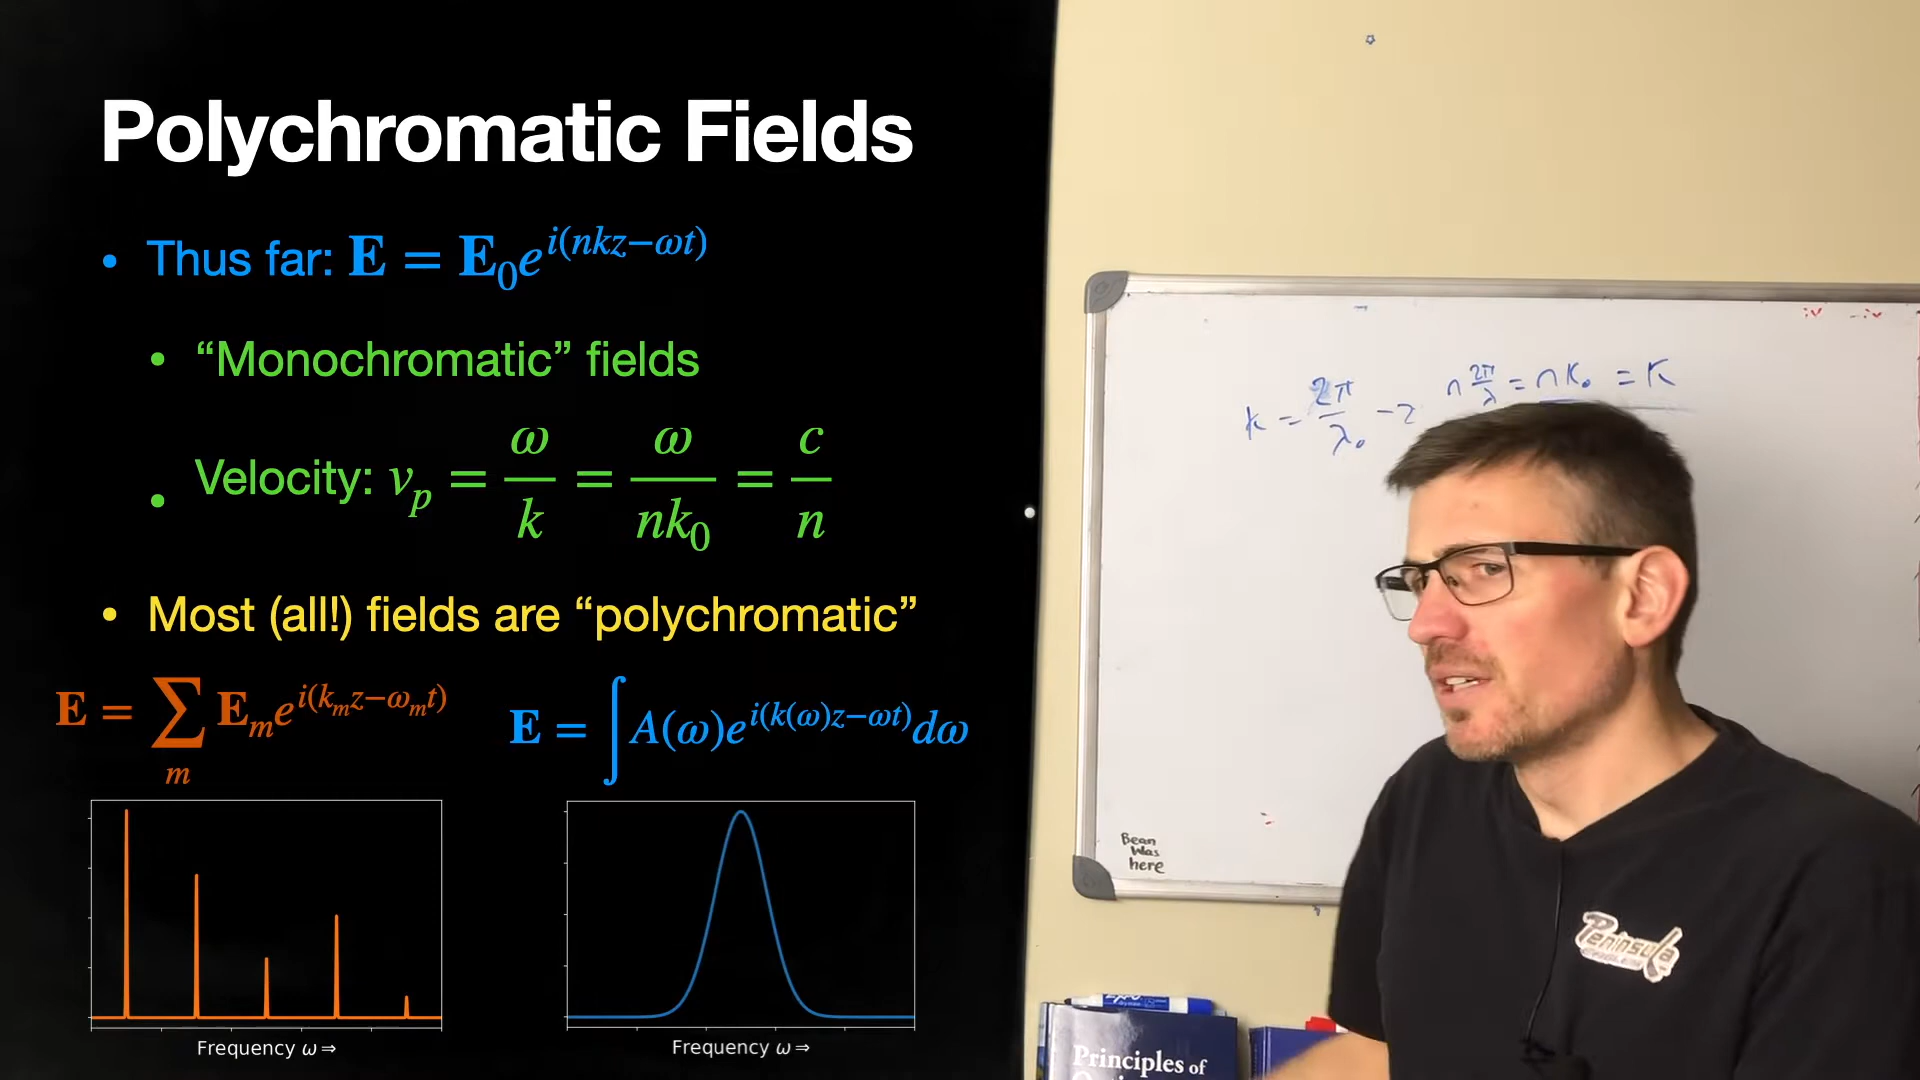 Polychromatic Fields
• Thus far: 𝐄 = 𝐄₀e^{i(nkz−ωt)}
• “Monochromatic” fields
• Velocity: v_p = ω/k = ω/(nk₀) = c/n
• Most (all!) fields are “polychromatic”
𝐄 = ∑_m 𝐄_m e^{i(k_m z−ω_m t)}
𝐄 = ∫ A(ω)e^{i(k(ω)z−ωt)}dω
Frequency ω ⇒
Frequency ω ⇒
k = 2π/λ₀
n 2π/λ = nk₀ = K
Bean
Was
here
Peninsula
Principles of